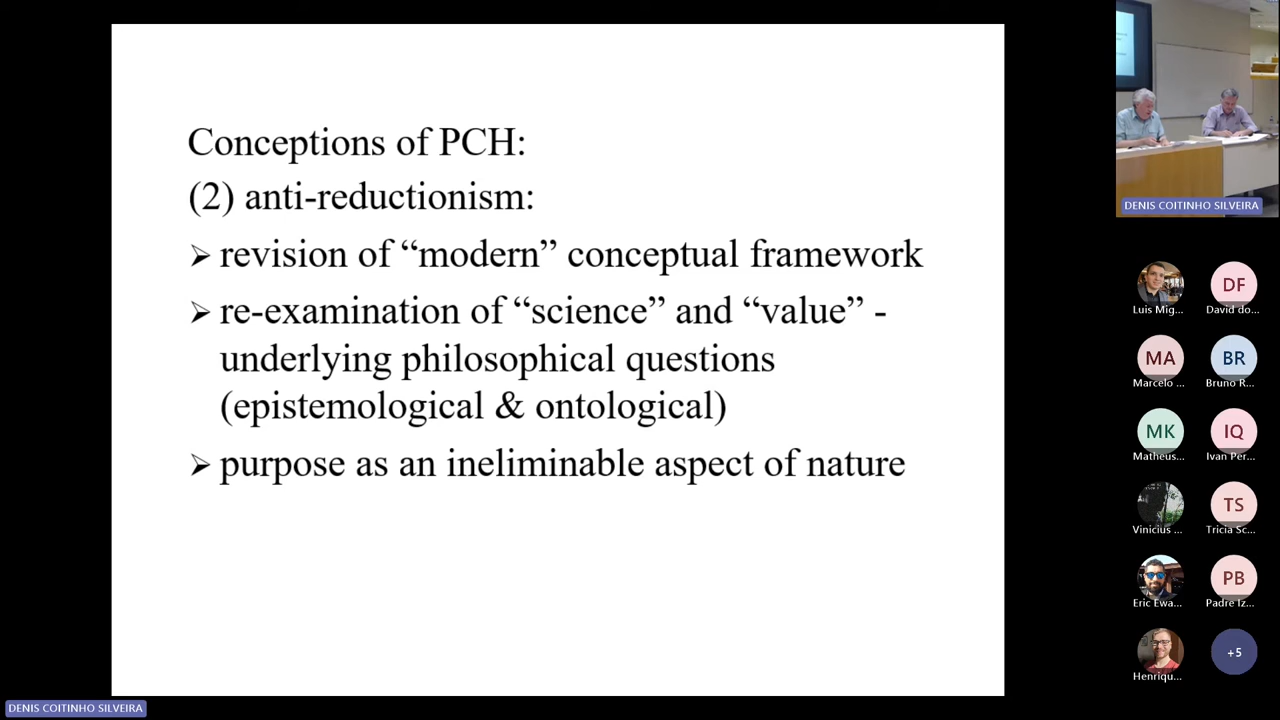 Conceptions of PCH:
(2) anti-reductionism:
➢ revision of “modern” conceptual framework
➢ re-examination of “science” and “value” -
underlying philosophical questions
(epistemological & ontological)
➢ purpose as an ineliminable aspect of nature
DENIS COITINHO SILVEIRA
DF
Luis Mig...
David do...
MA
BR
Marcelo ...
Bruno R...
MK
IQ
Matheus...
Ivan Per...
TS
Vinicius ...
Tricia Sc...
PB
Eric Ewa...
Padre Iz...
+5
Henriqu...
DENIS COITINHO SILVEIRA